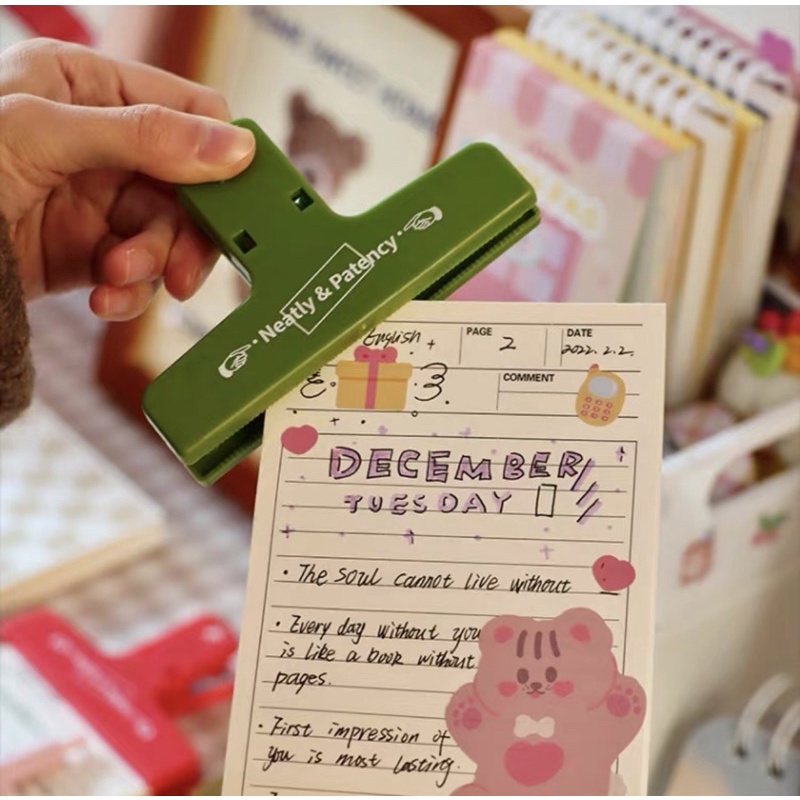 Neatly & Patency
English
PAGE 2
DATE 2022. 2. 2.
COMMENT
DECEMBER
TUESDAY
• The soul cannot live without
• Every day without you
is like a book without
pages.
• First impression of
you is most lasting.